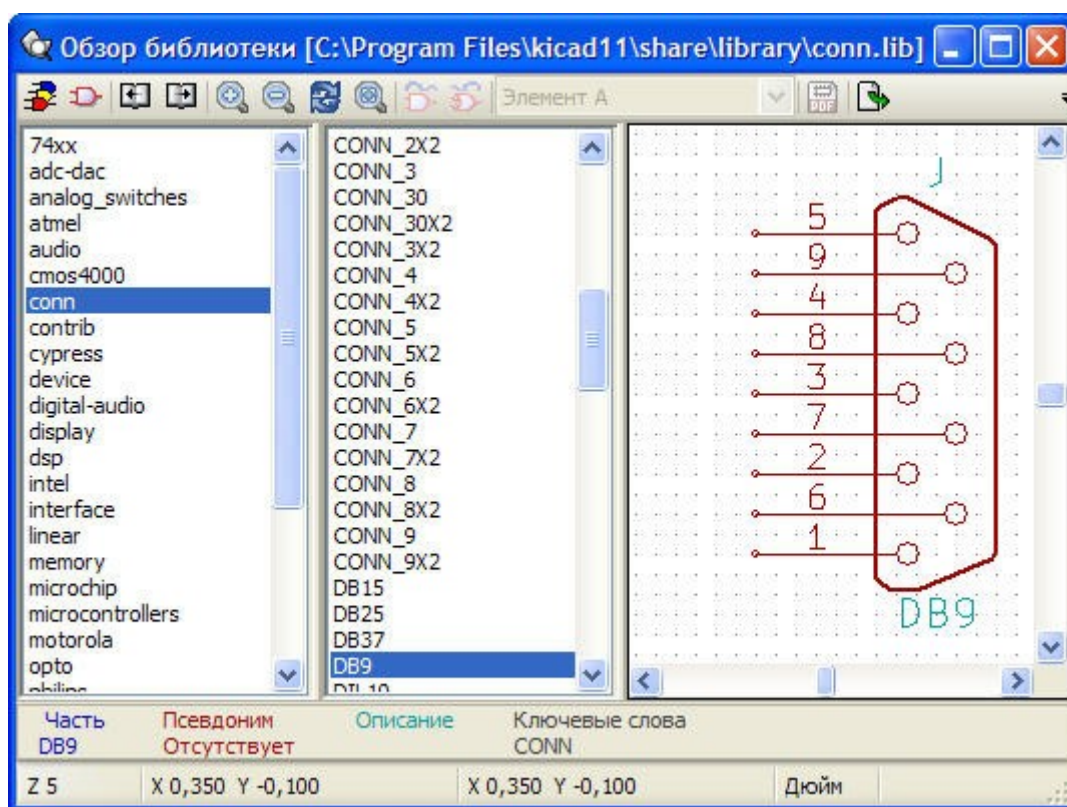 Обзор библиотеки [C:\Program Files\kicad11\share\library\conn.lib]
Элемент A
PDF
74xx
adc-dac
analog_switches
atmel
audio
cmos4000
conn
contrib
cypress
device
digital-audio
display
dsp
intel
interface
linear
memory
microchip
microcontrollers
motorola
opto
philips
CONN_2X2
CONN_3
CONN_30
CONN_30X2
CONN_3X2
CONN_4
CONN_4X2
CONN_5
CONN_5X2
CONN_6
CONN_6X2
CONN_7
CONN_7X2
CONN_8
CONN_8X2
CONN_9
CONN_9X2
DB15
DB25
DB37
DB9
DIL10
J
5
9
4
8
3
7
2
6
1
DB9
Часть Псевдоним Описание Ключевые слова
DB9 Отсутствует CONN
Z 5 X 0,350 Y -0,100 X 0,350 Y -0,100 Дюйм